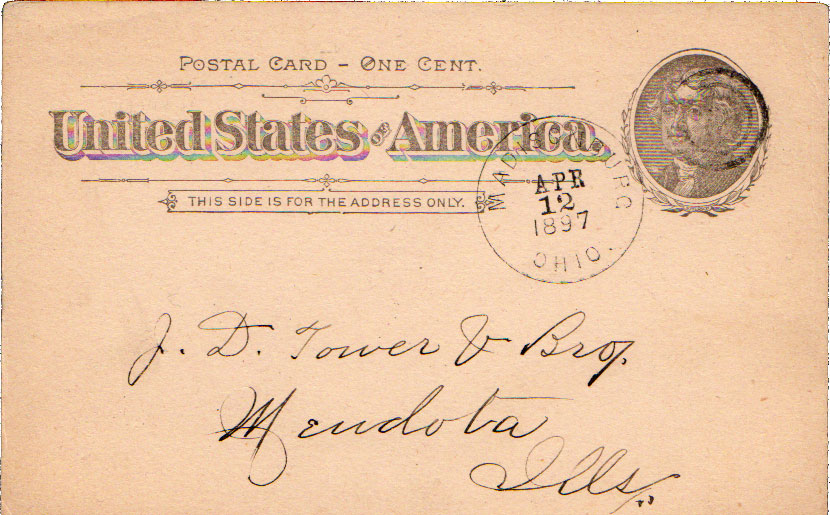 POSTAL CARD – ONE CENT.
United States of America.
THIS SIDE IS FOR THE ADDRESS ONLY.
MADISONBURG
APR
12
1897
OHIO.
J. D. Tower & Bro.
Mendota
Ills.